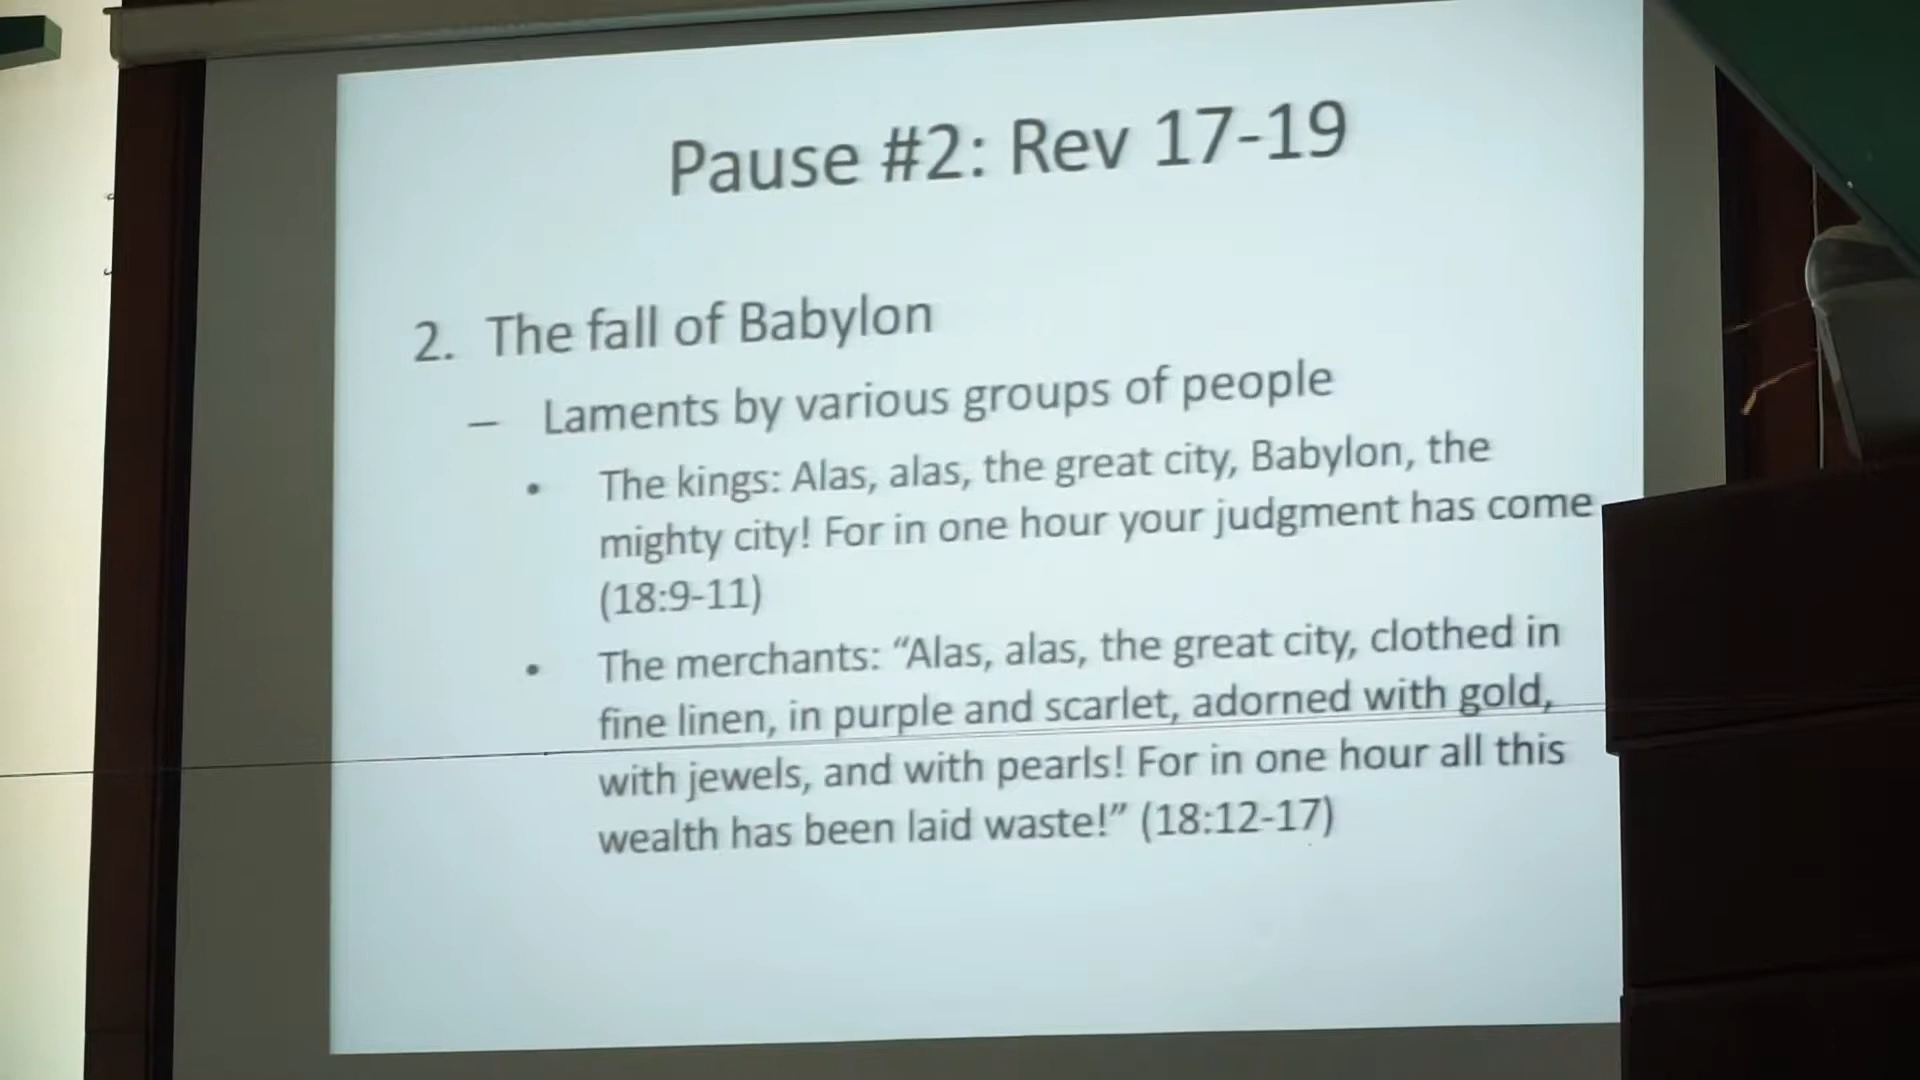 Pause #2: Rev 17-19
2. The fall of Babylon
– Laments by various groups of people
• The kings: Alas, alas, the great city, Babylon, the
mighty city! For in one hour your judgment has come
(18:9-11)
• The merchants: “Alas, alas, the great city, clothed in
fine linen, in purple and scarlet, adorned with gold,
with jewels, and with pearls! For in one hour all this
wealth has been laid waste!” (18:12-17)